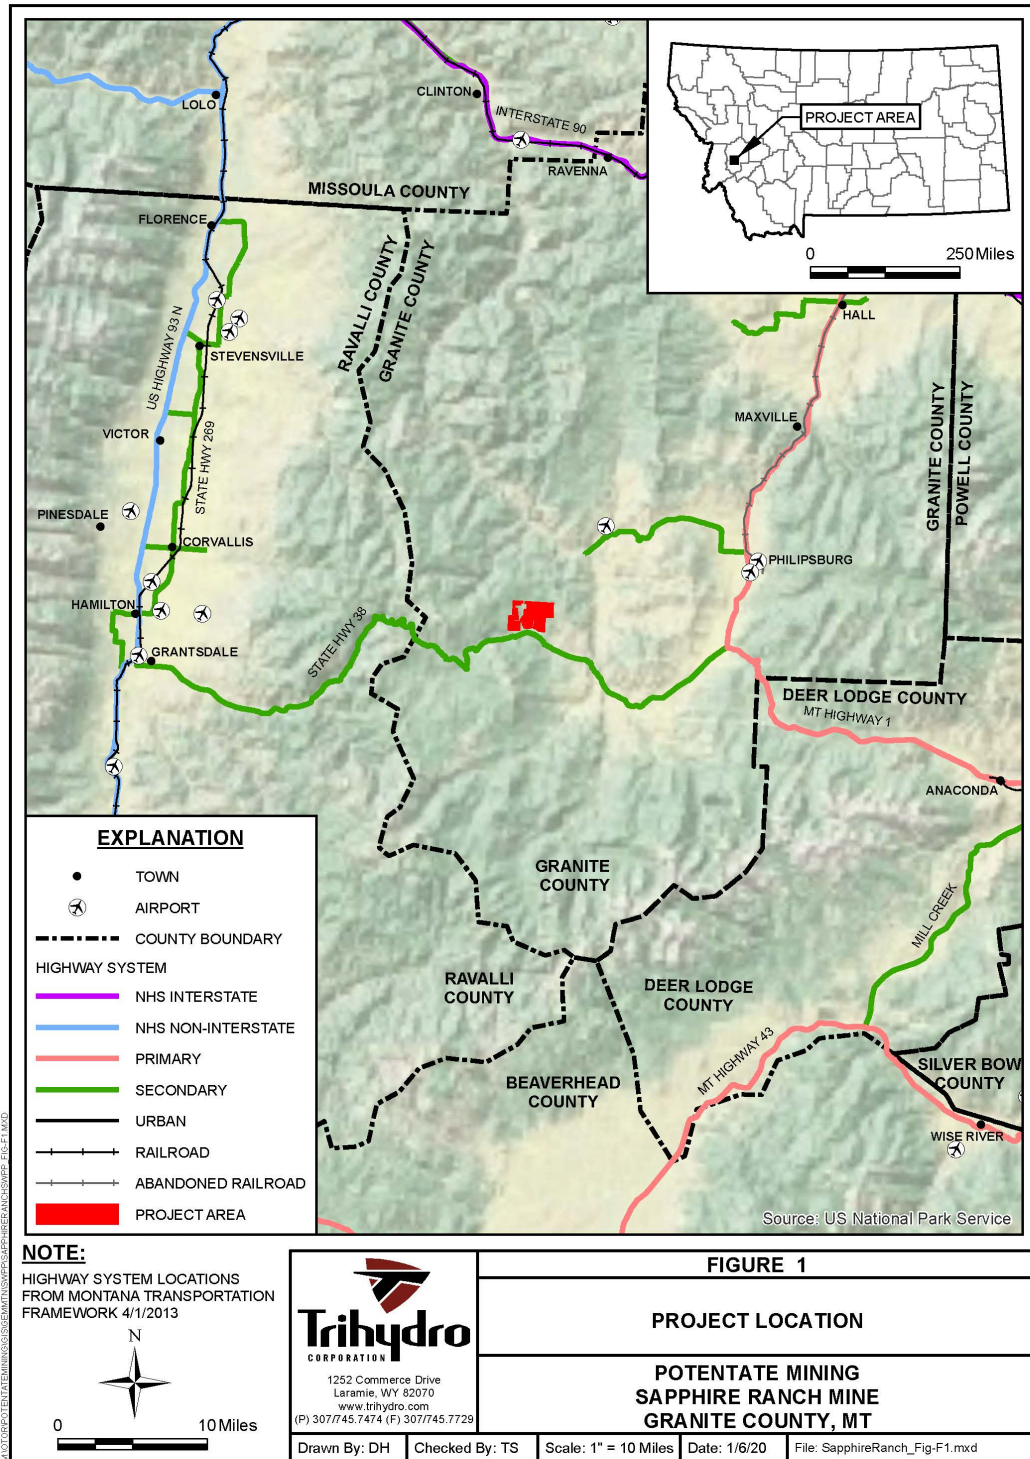 LOLO
CLINTON
INTERSTATE 90
RAVENNA
MISSOULA COUNTY
FLORENCE
RAVALLI COUNTY
GRANITE COUNTY
US HIGHWAY 93 N
STEVENSVILLE
VICTOR
STATE HWY 269
PINESDALE
CORVALLIS
HAMILTON
GRANTSDALE
STATE HWY 38
PROJECT AREA
0 250 Miles
HALL
MAXVILLE
GRANITE COUNTY
POWELL COUNTY
PHILIPSBURG
DEER LODGE COUNTY
MT HIGHWAY 1
ANACONDA
GRANITE
COUNTY
MILL CREEK
RAVALLI
COUNTY
DEER LODGE
COUNTY
MT HIGHWAY 43
BEAVERHEAD
COUNTY
SILVER BOW
COUNTY
WISE RIVER
Source: US National Park Service
EXPLANATION
TOWN
AIRPORT
COUNTY BOUNDARY
HIGHWAY SYSTEM
NHS INTERSTATE
NHS NON-INTERSTATE
PRIMARY
SECONDARY
URBAN
RAILROAD
ABANDONED RAILROAD
PROJECT AREA
NOTE:
HIGHWAY SYSTEM LOCATIONS
FROM MONTANA TRANSPORTATION
FRAMEWORK 4/1/2013
N
0 10 Miles
Trihydro
CORPORATION
1252 Commerce Drive
Laramie, WY 82070
www.trihydro.com
(P) 307/745.7474 (F) 307/745.7729
FIGURE 1
PROJECT LOCATION
POTENTATE MINING
SAPPHIRE RANCH MINE
GRANITE COUNTY, MT
Drawn By: DH
Checked By: TS
Scale: 1" = 10 Miles
Date: 1/6/20
File: SapphireRanch_Fig-F1.mxd